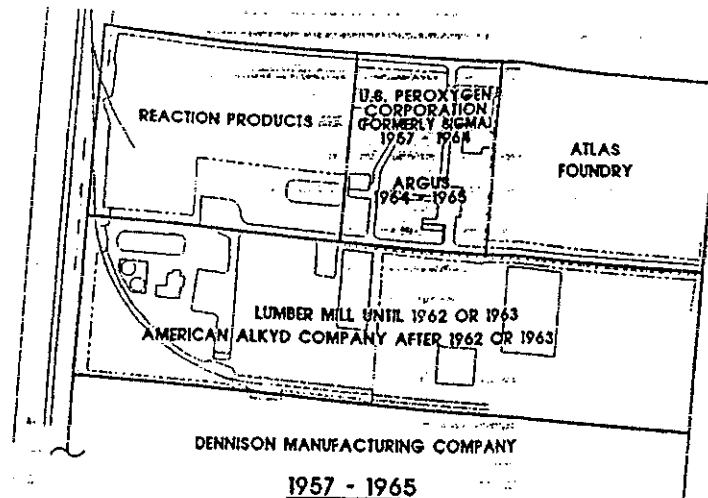 REACTION PRODUCTS
U.S. PEROXYGEN
CORPORATION
(FORMERLY SIGMA)
1957 - 1964
ARGUS
1964 - 1965
ATLAS
FOUNDRY
LUMBER MILL UNTIL 1962 OR 1963
AMERICAN ALKYD COMPANY AFTER 1962 OR 1963
DENNISON MANUFACTURING COMPANY
1957 - 1965